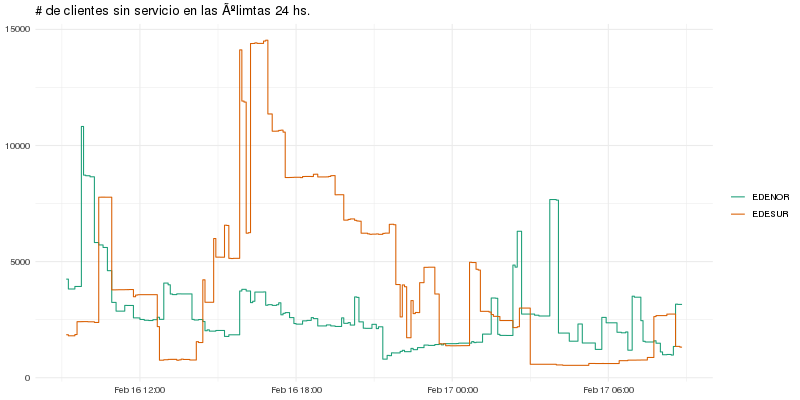 # de clientes sin servicio en las Ãºlimtas 24 hs.
15000
10000
5000
0
Feb 16 12:00
Feb 16 18:00
Feb 17 00:00
Feb 17 06:00
EDENOR
EDESUR